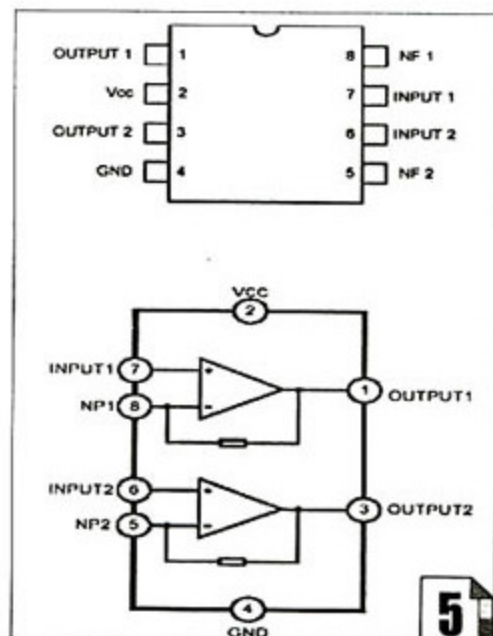 OUTPUT 1 1 8 NF 1
Vcc 2 7 INPUT 1
OUTPUT 2 3 6 INPUT 2
GND 4 5 NF 2
VCC
2
INPUT1 7 +
1 OUTPUT1
NP1 8 -
INPUT2 6 +
3 OUTPUT2
NP2 5 -
4
GND
5